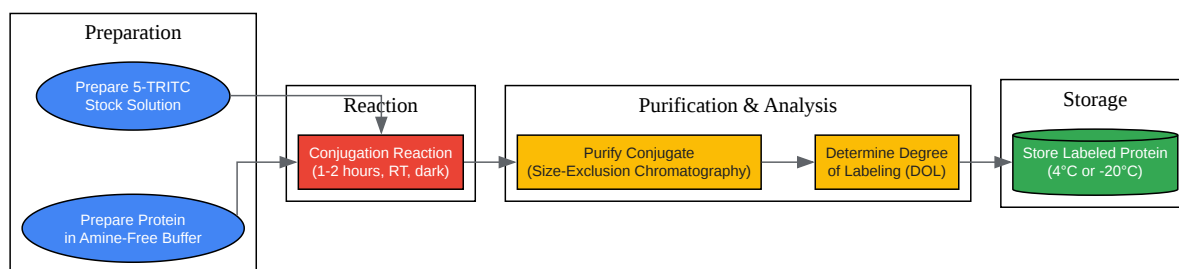 Preparation
Prepare 5-TRITC
Stock Solution
Prepare Protein
in Amine-Free Buffer
Reaction
Conjugation Reaction
(1-2 hours, RT, dark)
Purification & Analysis
Purify Conjugate
(Size-Exclusion Chromatography)
Determine Degree
of Labeling (DOL)
Storage
Store Labeled Protein
(4°C or -20°C)